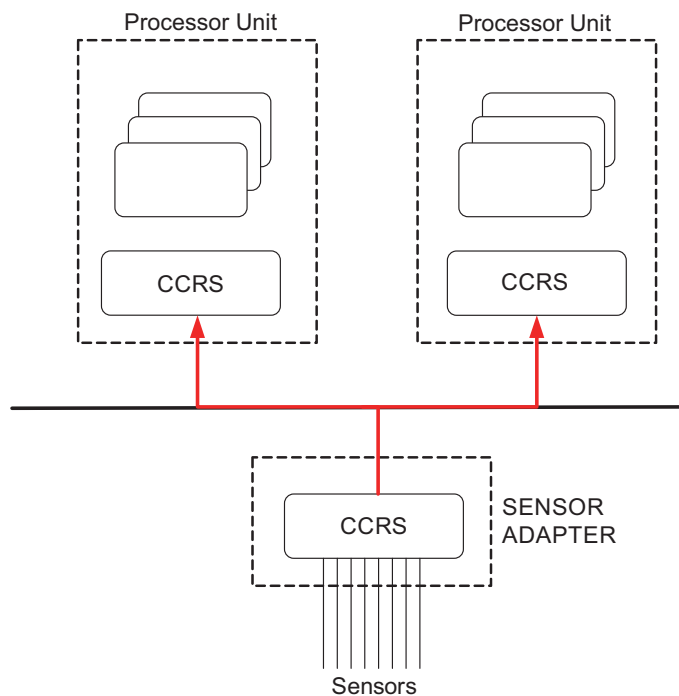 Processor Unit
Processor Unit
CCRS
CCRS
CCRS
SENSOR
ADAPTER
Sensors